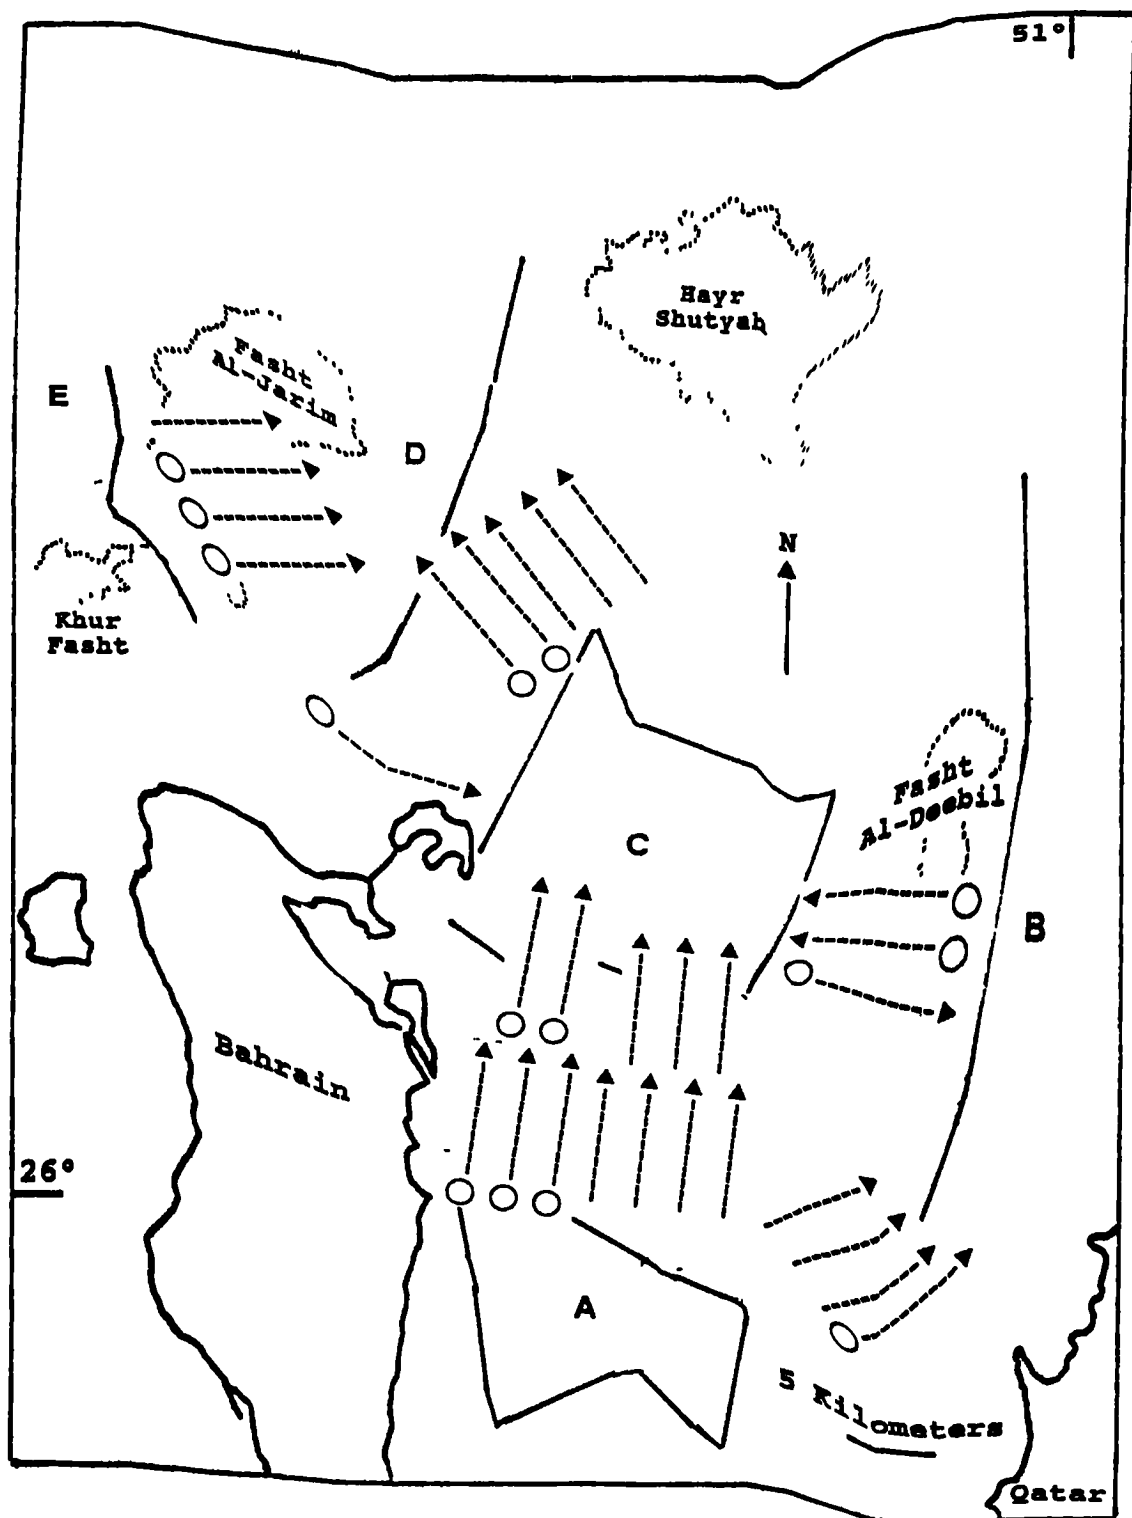 51°
Hayr
Shutyah
Fasht
Al-Jarim
E
D
N
Khur
Fasht
Fasht
Al-Deebil
C
B
Bahrain
26°
A
5 Kilometers
Qatar